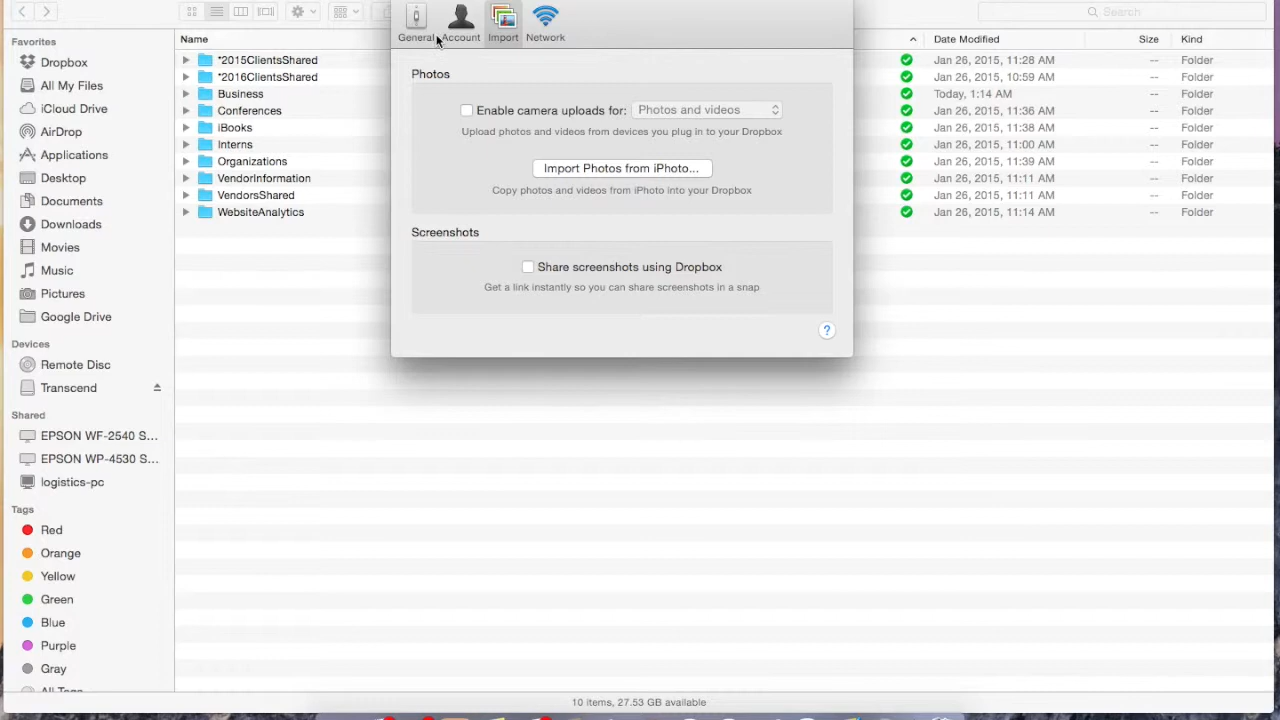 General
Account
Import
Network
Search
Favorites
Dropbox
All My Files
iCloud Drive
AirDrop
Applications
Desktop
Documents
Downloads
Movies
Music
Pictures
Google Drive
Devices
Remote Disc
Transcend
Shared
EPSON WF-2540 S...
EPSON WP-4530 S...
logistics-pc
Tags
Red
Orange
Yellow
Green
Blue
Purple
Gray
All Tags
Name Date Modified Size Kind
*2015ClientsShared Jan 26, 2015, 11:28 AM -- Folder
*2016ClientsShared Jan 26, 2015, 10:59 AM -- Folder
Business Today, 1:14 AM -- Folder
Conferences Jan 26, 2015, 11:36 AM -- Folder
iBooks Jan 26, 2015, 11:38 AM -- Folder
Interns Jan 26, 2015, 11:00 AM -- Folder
Organizations Jan 26, 2015, 11:39 AM -- Folder
VendorInformation Jan 26, 2015, 11:11 AM -- Folder
VendorsShared Jan 26, 2015, 11:11 AM -- Folder
WebsiteAnalytics Jan 26, 2015, 11:14 AM -- Folder
Photos
Enable camera uploads for: Photos and videos
Upload photos and videos from devices you plug in to your Dropbox
Import Photos from iPhoto...
Copy photos and videos from iPhoto into your Dropbox
Screenshots
Share screenshots using Dropbox
Get a link instantly so you can share screenshots in a snap
?
10 items, 27.53 GB available